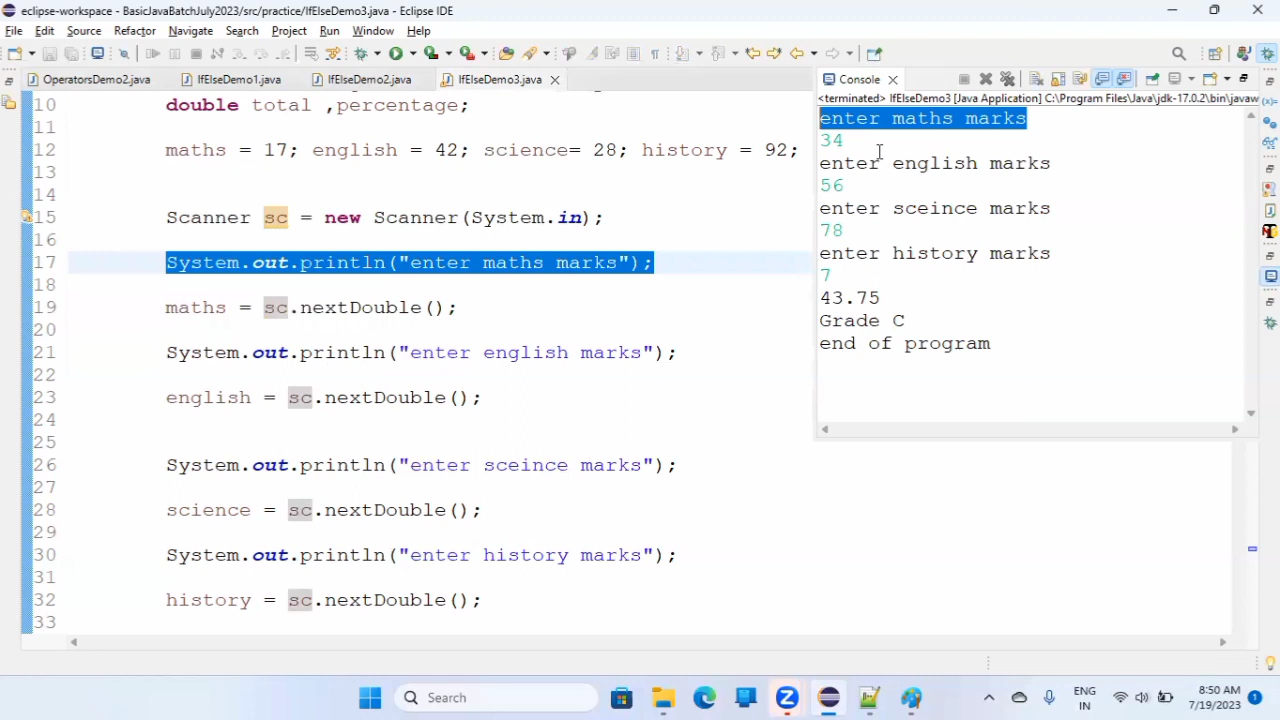 eclipse-workspace - BasicJavaBatchJuly2023/src/practice/IfElseDemo3.java - Eclipse IDE
File Edit Source Refactor Navigate Search Project Run Window Help
OperatorsDemo2.java IfElseDemo1.java IfElseDemo2.java IfElseDemo3.java
10 double total ,percentage;
11
12 maths = 17; english = 42; science= 28; history = 92;
13
14
15 Scanner sc = new Scanner(System.in);
16
17 System.out.println("enter maths marks");
18
19 maths = sc.nextDouble();
20
21 System.out.println("enter english marks");
22
23 english = sc.nextDouble();
24
25
26 System.out.println("enter sceince marks");
27
28 science = sc.nextDouble();
29
30 System.out.println("enter history marks");
31
32 history = sc.nextDouble();
33
Console
<terminated> IfElseDemo3 [Java Application] C:\Program Files\Java\jdk-17.0.2\bin\javaw
enter maths marks
34
enter english marks
56
enter sceince marks
78
enter history marks
7
43.75
Grade C
end of program
Search
ENG
IN
8:50 AM
7/19/2023
1